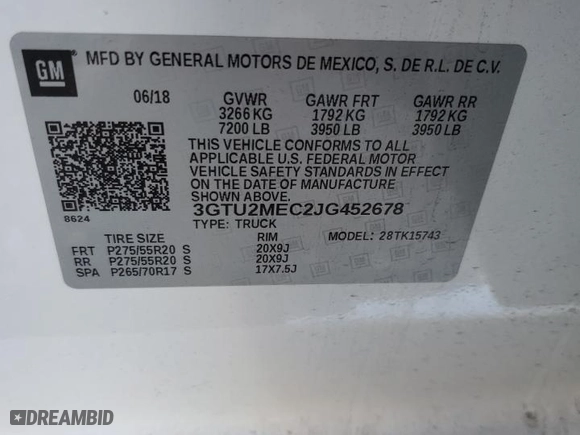 GM MFD BY GENERAL MOTORS DE MEXICO, S. DE R.L. DE C.V.
06/18 GVWR GAWR FRT GAWR RR
3266 KG 1792 KG 1792 KG
7200 LB 3950 LB 3950 LB
THIS VEHICLE CONFORMS TO ALL
APPLICABLE U.S. FEDERAL MOTOR
VEHICLE SAFETY STANDARDS IN EFFECT
ON THE DATE OF MANUFACTURE
SHOWN ABOVE.
8624
3GTU2MEC2JG452678
TYPE: TRUCK MODEL: 28TK15743
TIRE SIZE RIM
FRT P275/55R20 S 20X9J
RR P275/55R20 S 20X9J
SPA P265/70R17 S 17X7.5J
DREAMBID